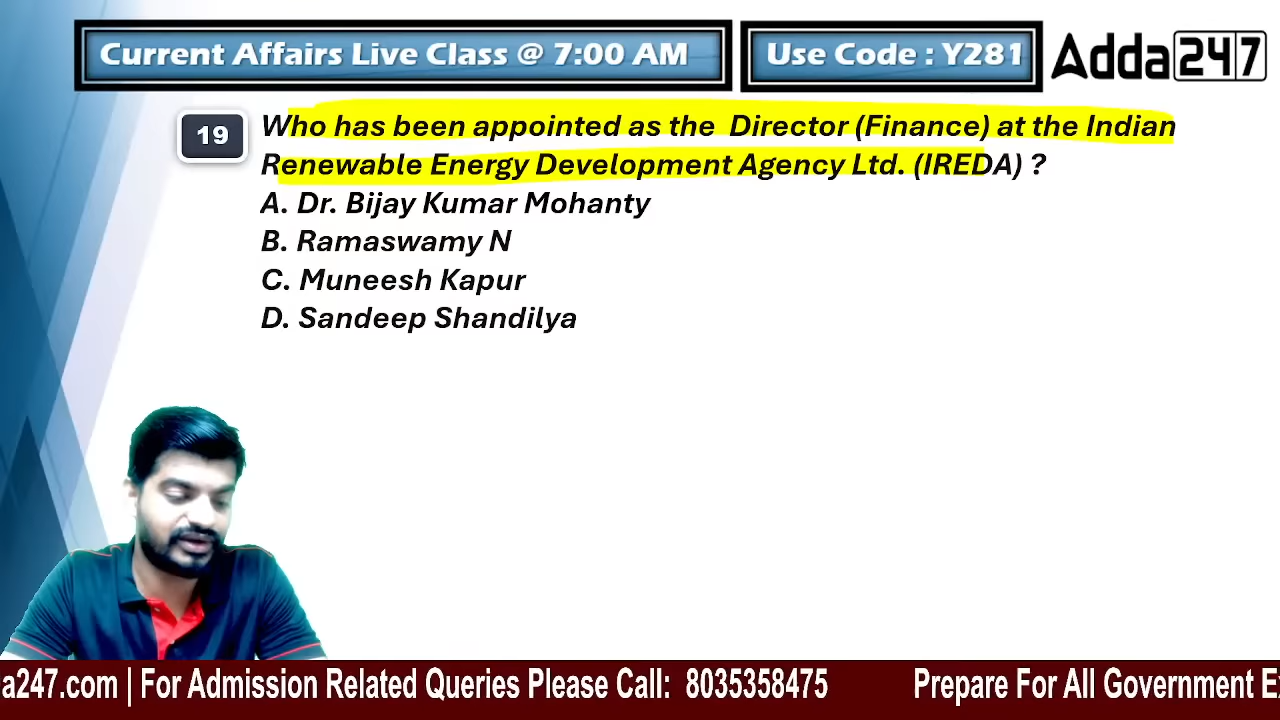 Current Affairs Live Class @ 7:00 AM
Use Code : Y281
Adda247
19
Who has been appointed as the Director (Finance) at the Indian
Renewable Energy Development Agency Ltd. (IREDA) ?
A. Dr. Bijay Kumar Mohanty
B. Ramaswamy N
C. Muneesh Kapur
D. Sandeep Shandilya
a247.com | For Admission Related Queries Please Call: 8035358475 Prepare For All Government Ex